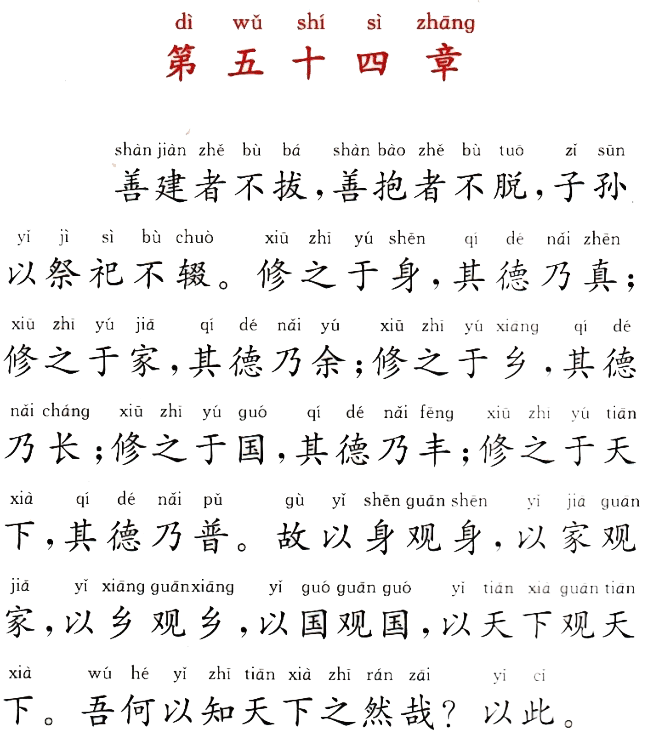 dì wǔ shí sì zhāng
第五十四章
shàn jiàn zhě bù bá shàn bào zhě bù tuō zǐ sūn
善建者不拔，善抱者不脱，子孙
yǐ jì sì bù chuò xiū zhī yú shēn qí dé nǎi zhēn
以祭祀不辍。修之于身，其德乃真；
xiū zhī yú jiā qí dé nǎi yú xiū zhī yú xiāng qí dé
修之于家，其德乃余；修之于乡，其德
nǎi cháng xiū zhī yú guó qí dé nǎi fēng xiū zhī yú tiān
乃长；修之于国，其德乃丰；修之于天
xià qí dé nǎi pǔ gù yǐ shēn guān shēn yǐ jiā guān
下，其德乃普。故以身观身，以家观
jiā yǐ xiāng guān xiāng yǐ guó guān guó yǐ tiān xià guān tiān
家，以乡观乡，以国观国，以天下观天
xià wú hé yǐ zhī tiān xià zhī rán zāi yǐ cǐ
下。吾何以知天下之然哉？以此。